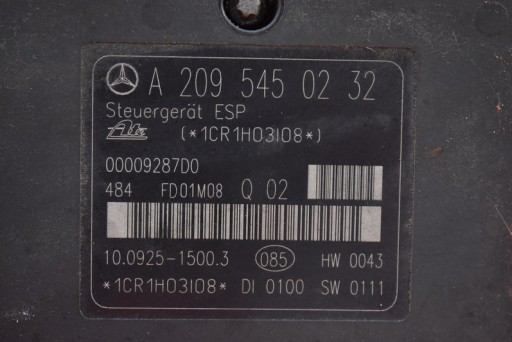 A 209 545 02 32
Steuergerät ESP
Ate (*1CR1H03I08*)
00009287D0
484 FD01M08 Q 02
10.0925-1500.3 085 HW 0043
*1CR1H03I08* DI 0100 SW 0111